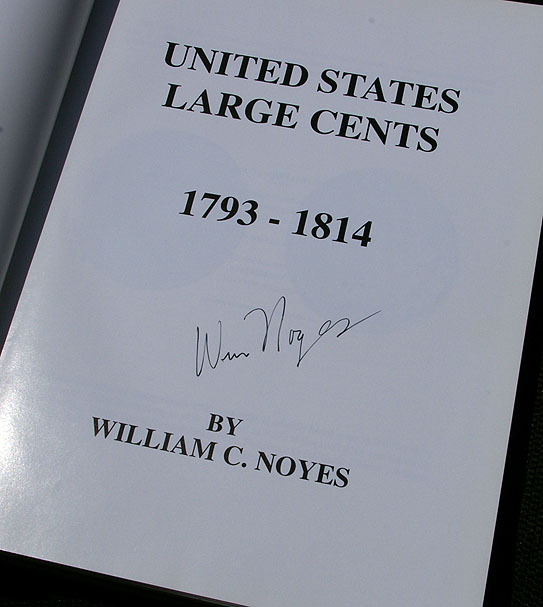 UNITED STATES
LARGE CENTS
1793 - 1814
Wm Noyes
BY
WILLIAM C. NOYES